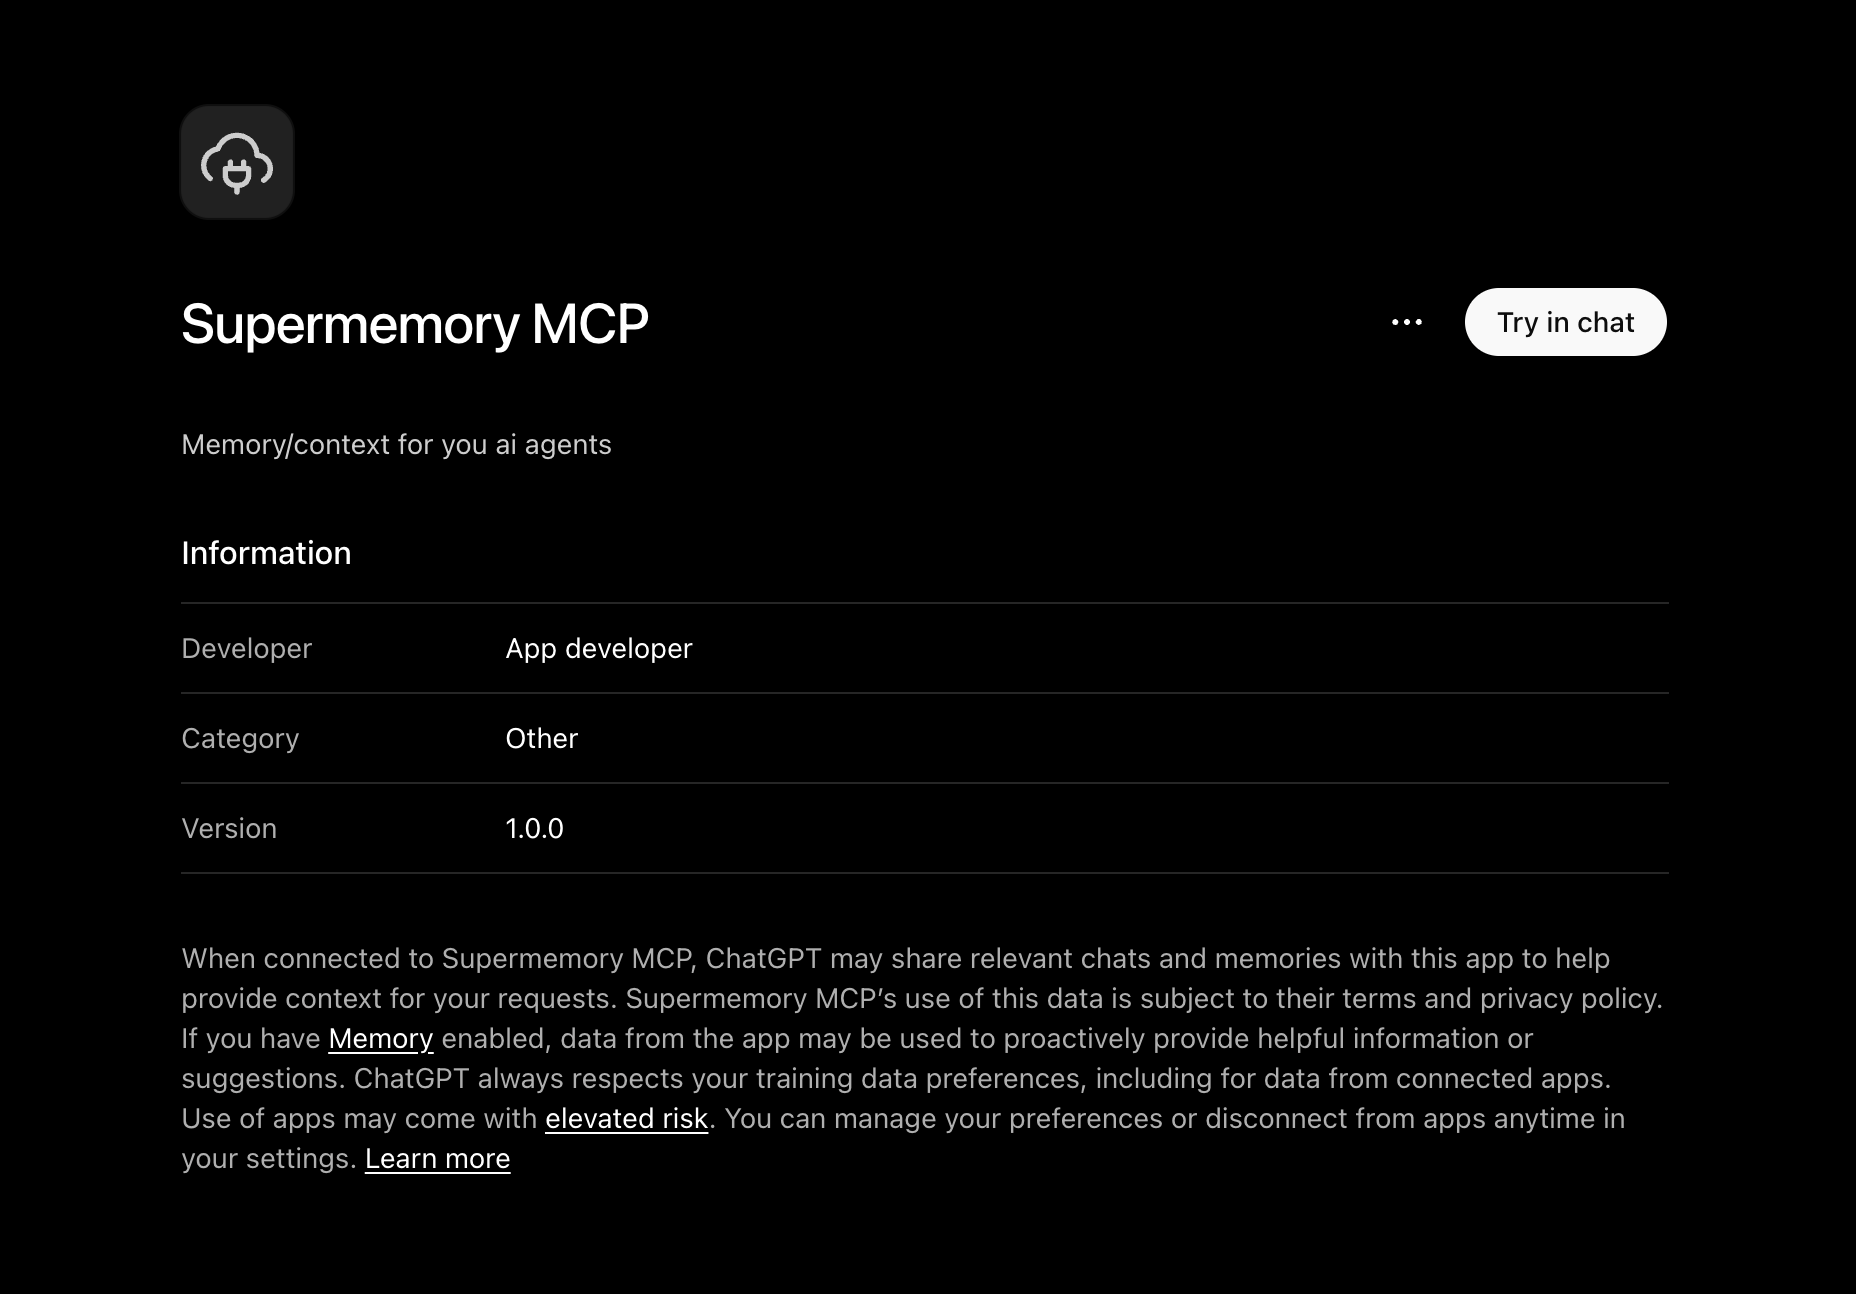 Supermemory MCP
Try in chat
Memory/context for you ai agents
Information
Developer App developer
Category Other
Version 1.0.0
When connected to Supermemory MCP, ChatGPT may share relevant chats and memories with this app to help
provide context for your requests. Supermemory MCP’s use of this data is subject to their terms and privacy policy.
If you have Memory enabled, data from the app may be used to proactively provide helpful information or
suggestions. ChatGPT always respects your training data preferences, including for data from connected apps.
Use of apps may come with elevated risk. You can manage your preferences or disconnect from apps anytime in
your settings. Learn more